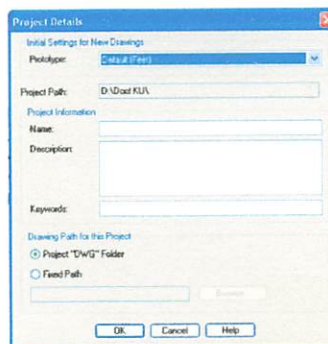 Project Details
Initial Settings for New Drawings
Prototype: Default (Feet)
Project Path:
Project Information
Name:
Description:
Keywords:
Drawing Path for this Project
Project "DWG" Folder
Fixed Path
Browse
OK Cancel Help